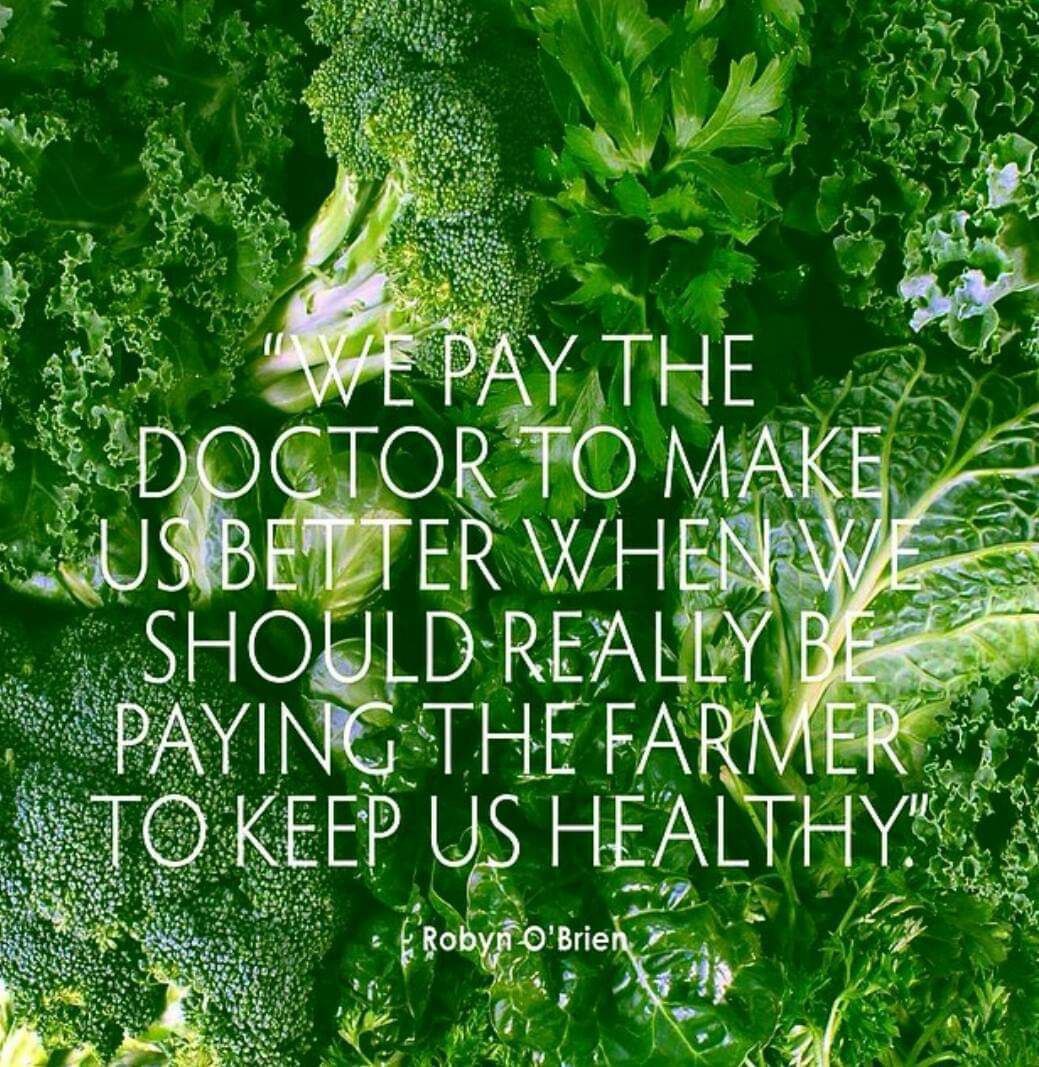 “WE PAY THE
DOCTOR TO MAKE
US BETTER WHEN WE
SHOULD REALLY BE
PAYING THE FARMER
TO KEEP US HEALTHY.”
- Robyn O'Brien